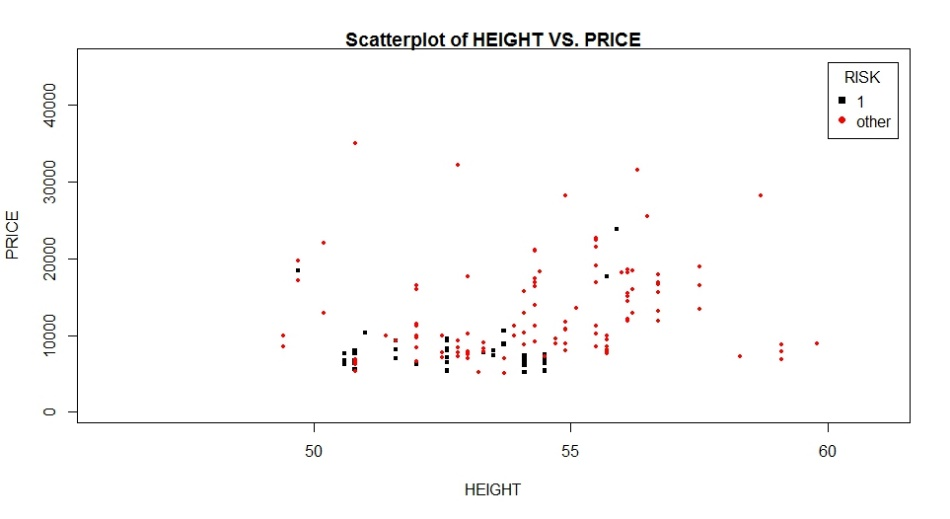 Scatterplot of HEIGHT VS. PRICE
RISK
1
other
PRICE
40000
30000
20000
10000
0
50 55 60
HEIGHT